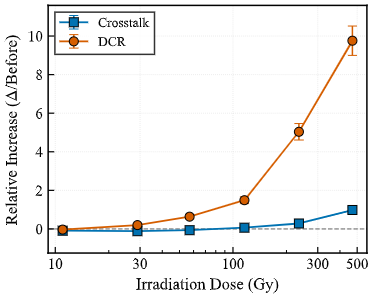 Crosstalk
DCR
Relative Increase (Δ/Before)
10
8
6
4
2
0
10
30
100
300
500
Irradiation Dose (Gy)